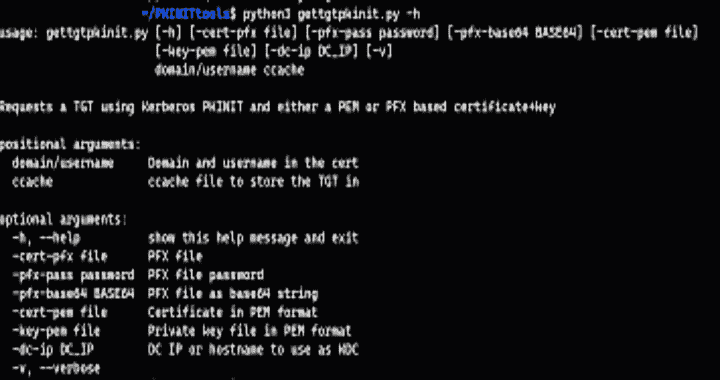 ~/PKINITtools$ python3 gettgtpkinit.py -h
usage: gettgtpkinit.py [-h] [-cert-pfx file] [-pfx-pass password] [-pfx-base64 BASE64] [-cert-pem file]
[-key-pem file] [-dc-ip DC_IP] [-v]
domain/username ccache
Requests a TGT using Kerberos PKINIT and either a PEM or PFX based certificate+key
positional arguments:
domain/username Domain and username in the cert
ccache ccache file to store the TGT in
optional arguments:
-h, --help show this help message and exit
-cert-pfx file PFX file
-pfx-pass password PFX file password
-pfx-base64 BASE64 PFX file as base64 string
-cert-pem file Certificate in PEM format
-key-pem file Private key file in PEM format
-dc-ip DC_IP DC IP or hostname to use as KDC
-v, --verbose